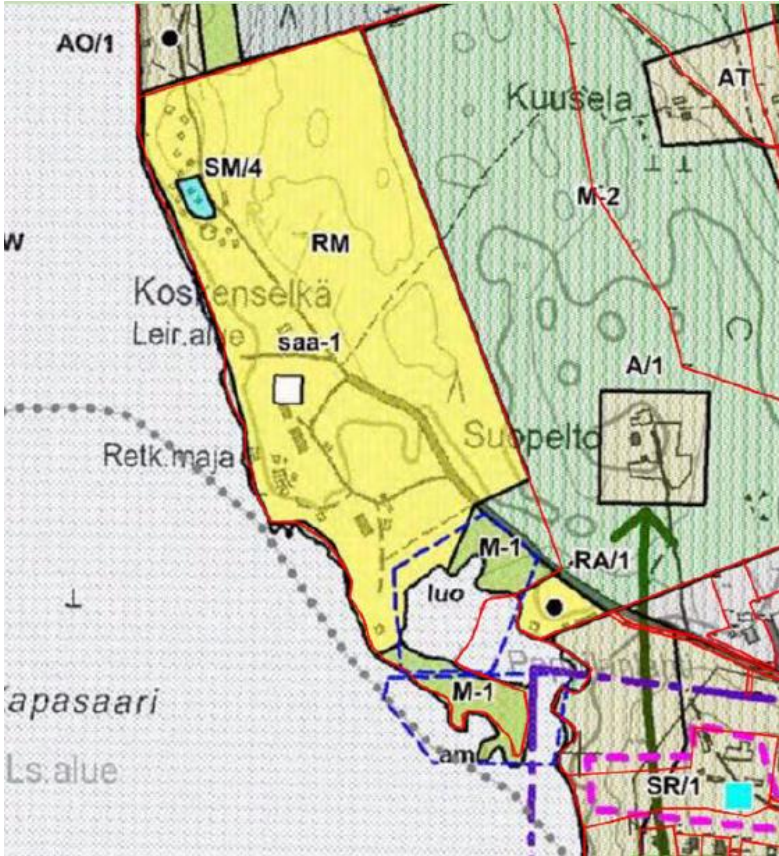 AO/1
AT
Kuusela
SM/4
M-2
RM
Koskenselkä
Leir.alue
saa-1
A/1
Suopelto
Retk.maja
M-1
RA/1
luo
M-1
apasaari
am
Ls.alue
SR/1